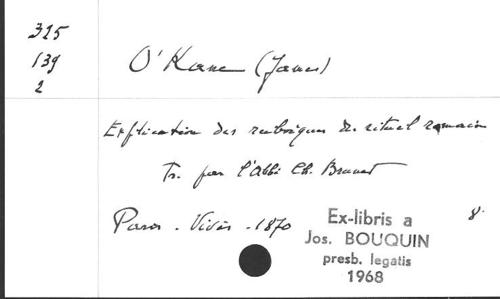 315
139
2
O'Kane (James)
Explication des rubriques du rituel romain
Tr. par l'Abbé Ch. Brunet
Paris - Vivès - 1870
8°
Ex-libris a
Jos. BOUQUIN
presb. legatis
1968